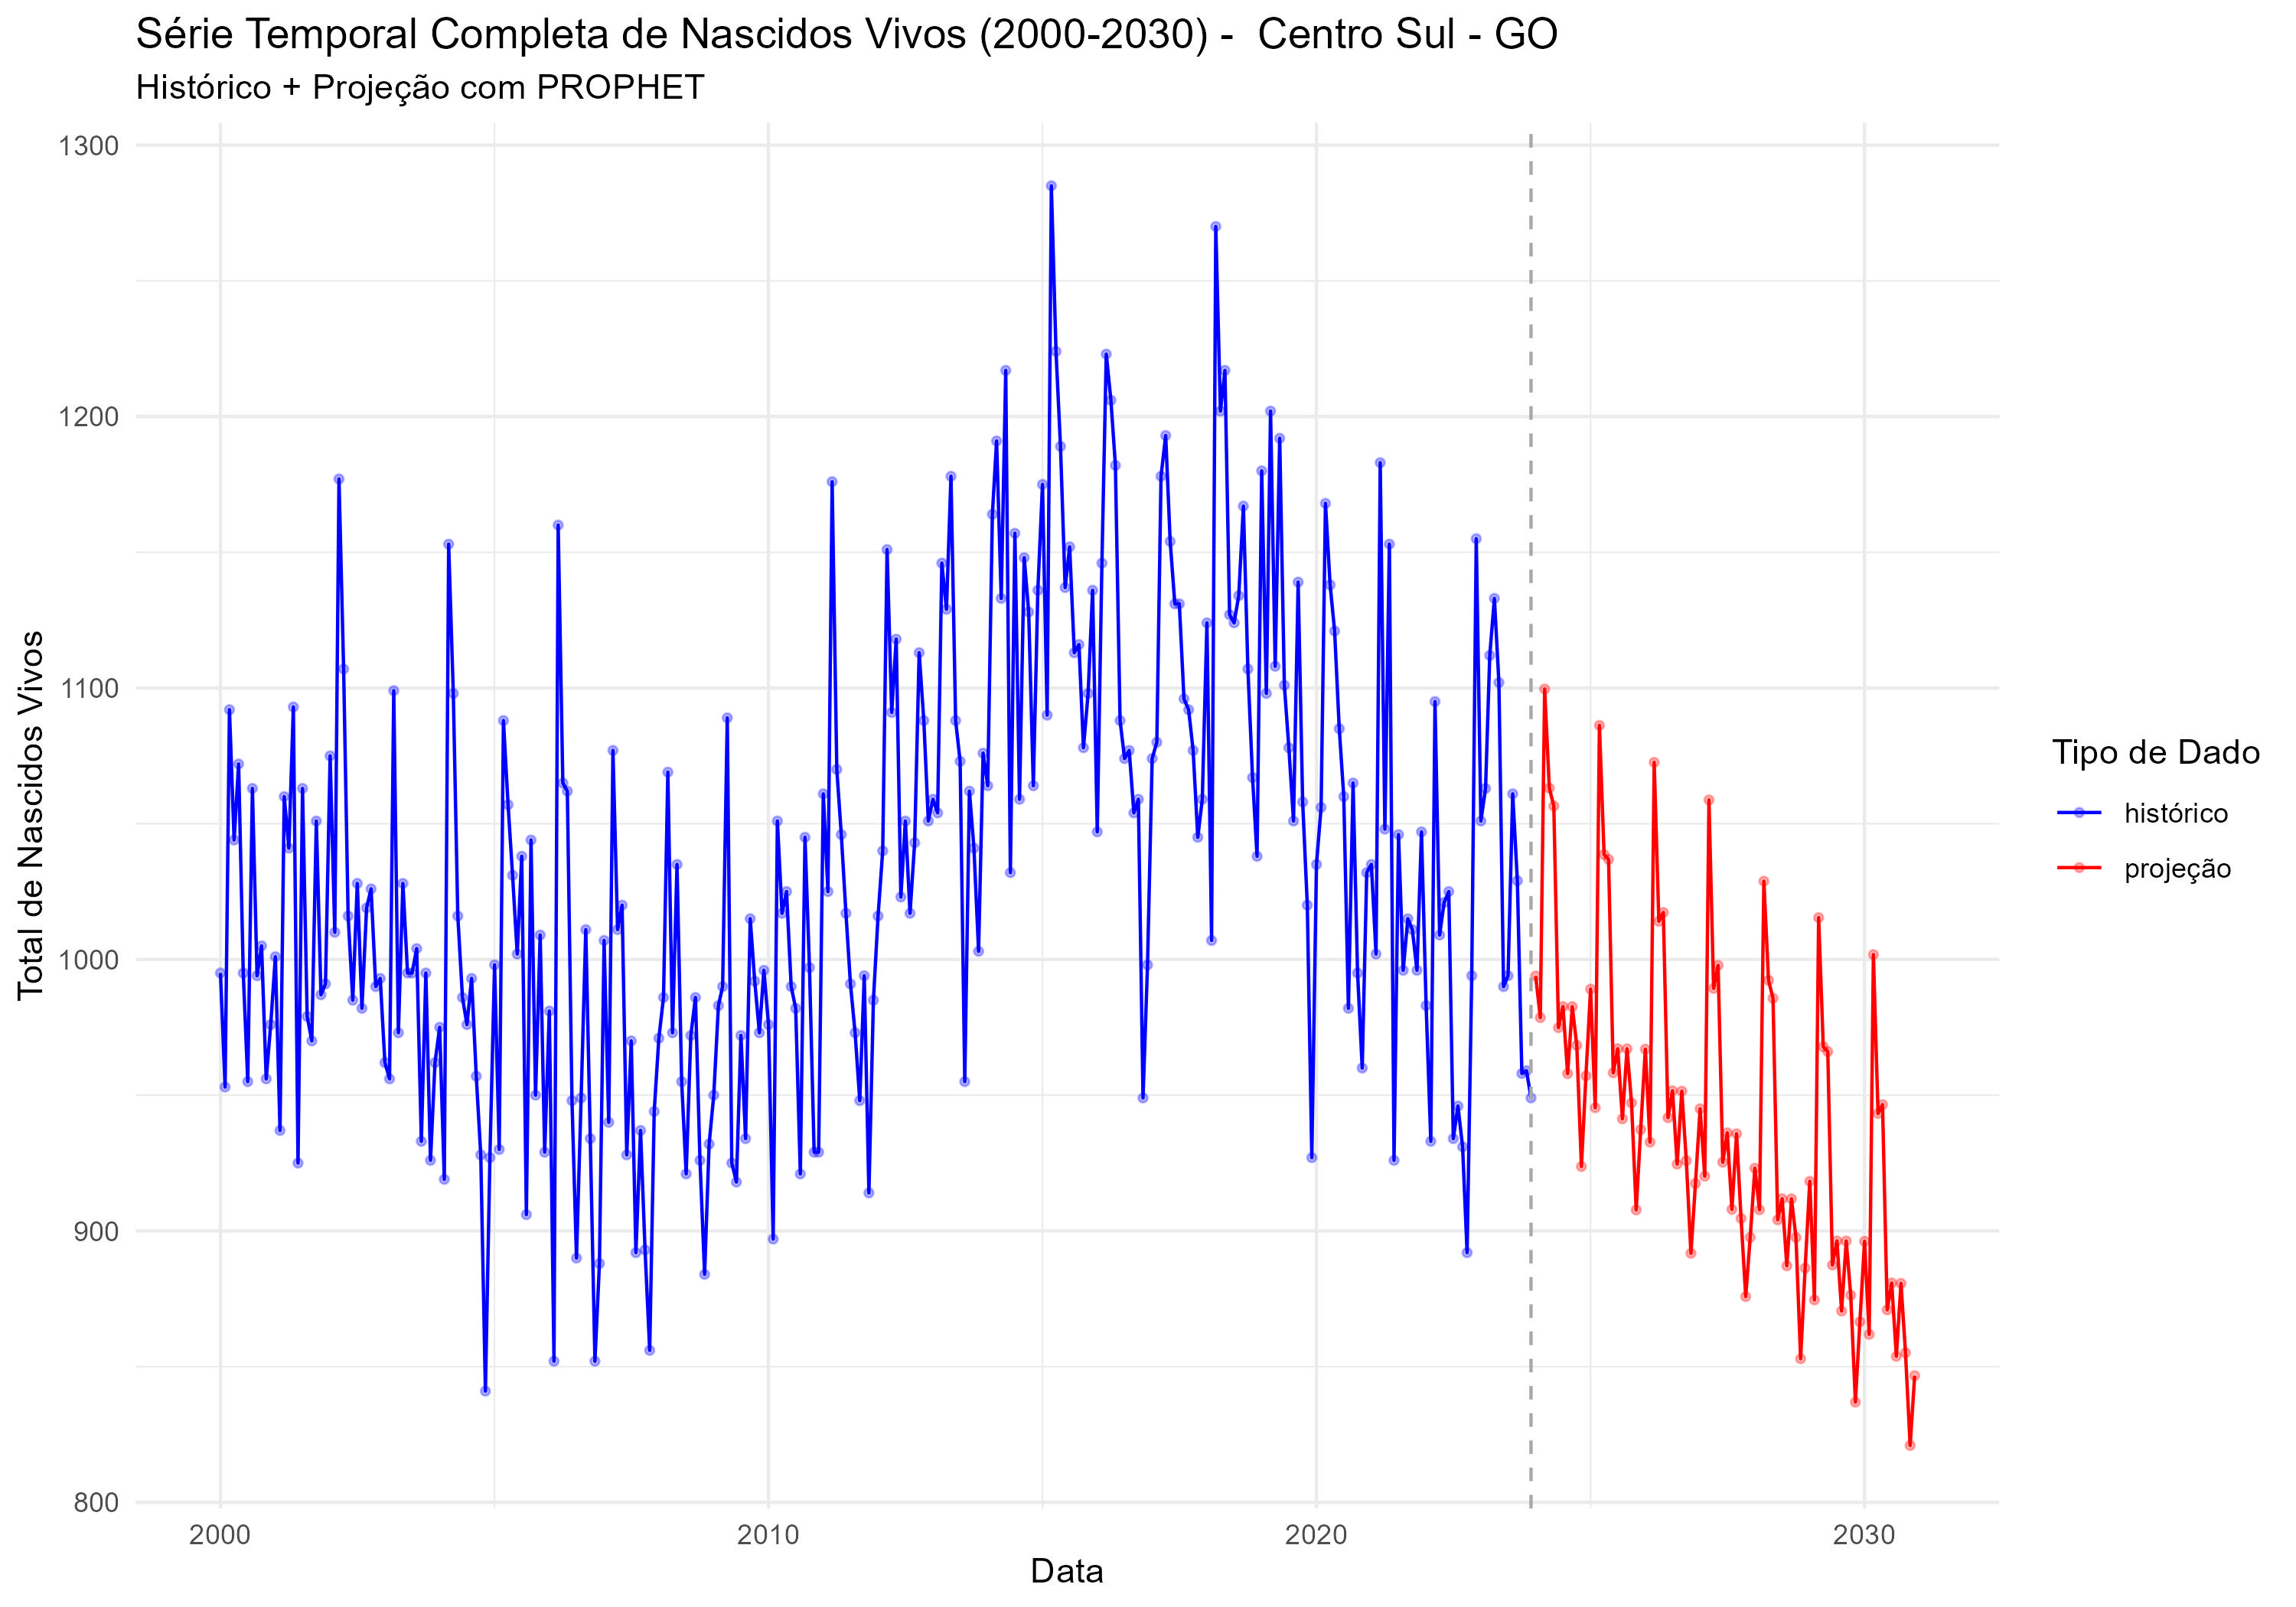 Série Temporal Completa de Nascidos Vivos (2000-2030) -  Centro Sul - GO
Histórico + Projeção com PROPHET
Total de Nascidos Vivos
1300
1200
1100
1000
900
800
2000
2010
2020
2030
Data
Tipo de Dado
histórico
projeção